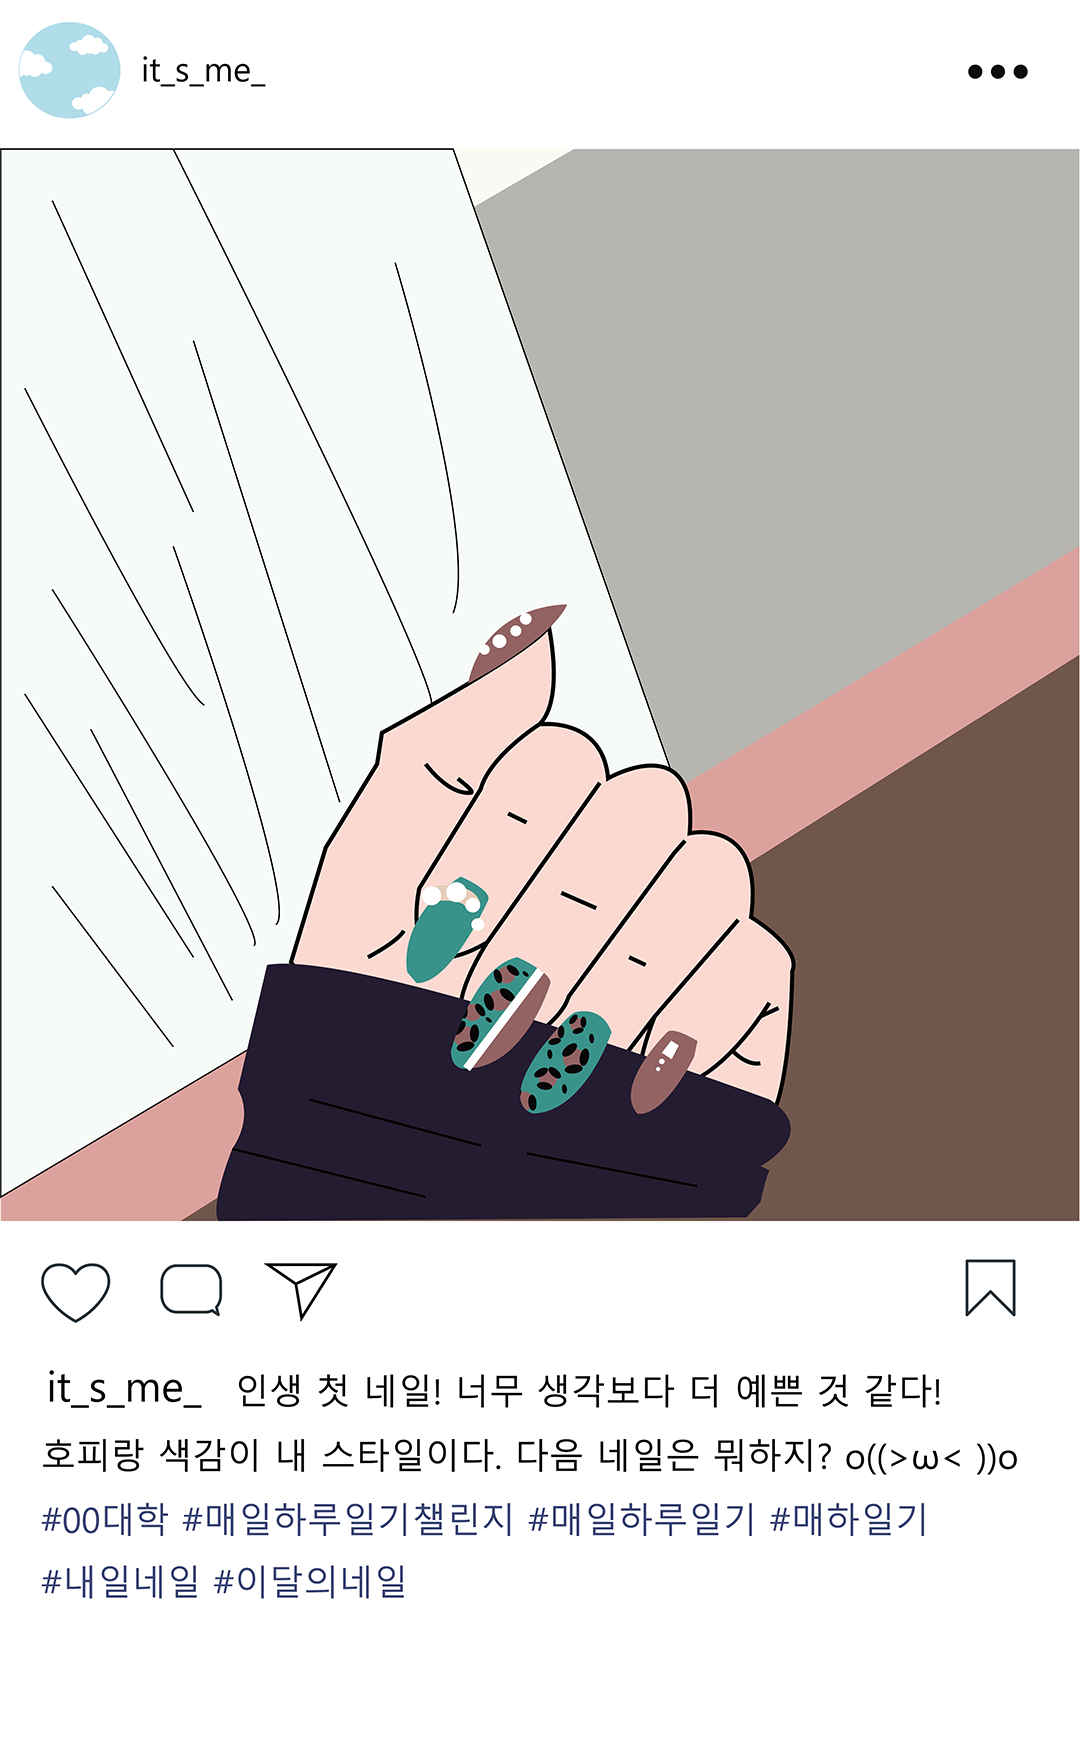 it_s_me_
it_s_me_ 인생 첫 네일! 너무 생각보다 더 예쁜 것 같다!
호피랑 색감이 내 스타일이다. 다음 네일은 뭐하지? o((>ω< ))o
#00대학 #매일하루일기챌린지 #매일하루일기 #매하일기
#내일네일 #이달의네일